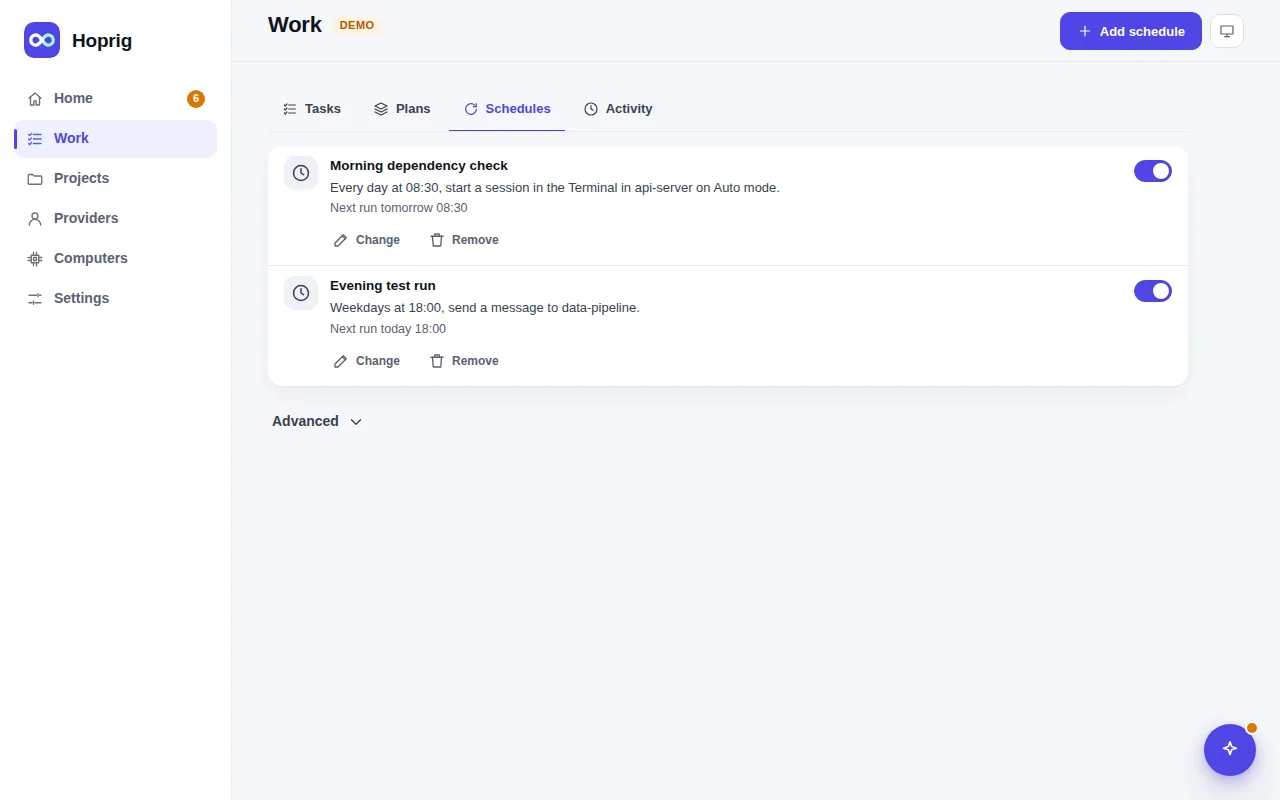 Hoprig
Home
6
Work
Projects
Providers
Computers
Settings
Work
DEMO
Add schedule
Tasks
Plans
Schedules
Activity
Morning dependency check
Every day at 08:30, start a session in the Terminal in api-server on Auto mode.
Next run tomorrow 08:30
Change
Remove
Evening test run
Weekdays at 18:00, send a message to data-pipeline.
Next run today 18:00
Change
Remove
Advanced